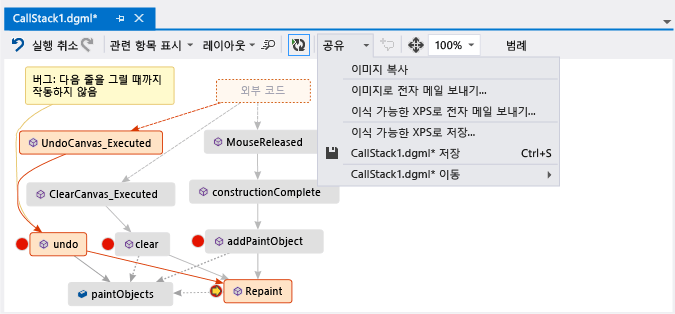 CallStack1.dgml*
실행 취소 관련 항목 표시 레이아웃 공유 100% 범례
이미지 복사
이미지로 전자 메일 보내기...
이식 가능한 XPS로 전자 메일 보내기...
이식 가능한 XPS로 저장...
CallStack1.dgml* 저장 Ctrl+S
CallStack1.dgml* 이동
버그: 다음 줄을 그릴 때까지
작동하지 않음
외부 코드
UndoCanvas_Executed
MouseReleased
ClearCanvas_Executed
constructionComplete
undo
clear
addPaintObject
paintObjects
Repaint